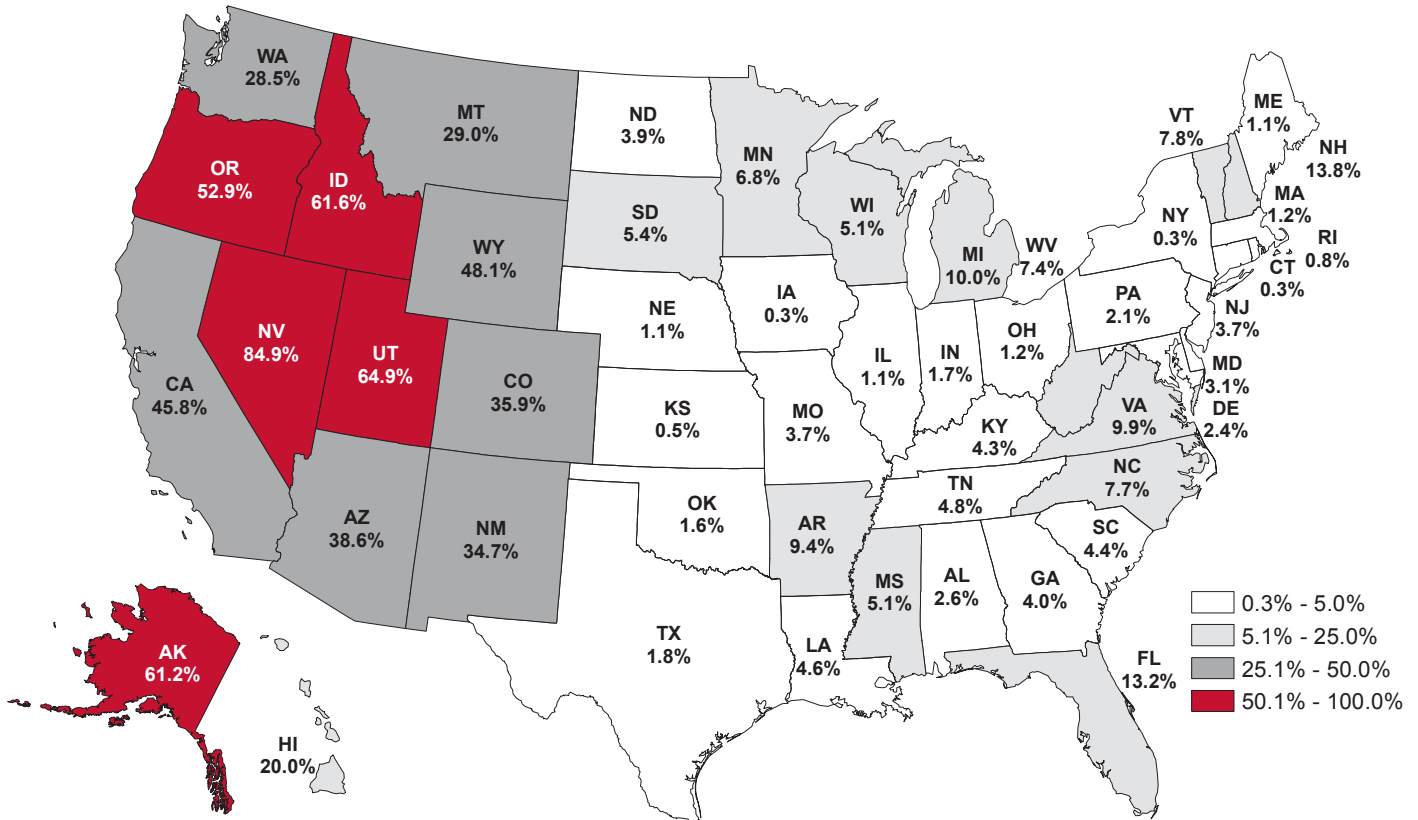 WA
28.5%
MT
29.0%
ND
3.9%
MN
6.8%
VT
7.8%
ME
1.1%
NH
13.8%
OR
52.9%
ID
61.6%
SD
5.4%
WI
5.1%
MI
10.0%
WV
7.4%
NY
0.3%
MA
1.2%
RI
0.8%
CT
0.3%
WY
48.1%
NE
1.1%
IA
0.3%
PA
2.1%
NJ
3.7%
NV
84.9%
UT
64.9%
CO
35.9%
IL
1.1%
IN
1.7%
OH
1.2%
MD
3.1%
CA
45.8%
KS
0.5%
MO
3.7%
KY
4.3%
VA
9.9%
DE
2.4%
AZ
38.6%
NM
34.7%
OK
1.6%
AR
9.4%
TN
4.8%
NC
7.7%
SC
4.4%
MS
5.1%
AL
2.6%
GA
4.0%
TX
1.8%
LA
4.6%
FL
13.2%
AK
61.2%
HI
20.0%
0.3% - 5.0%
5.1% - 25.0%
25.1% - 50.0%
50.1% - 100.0%